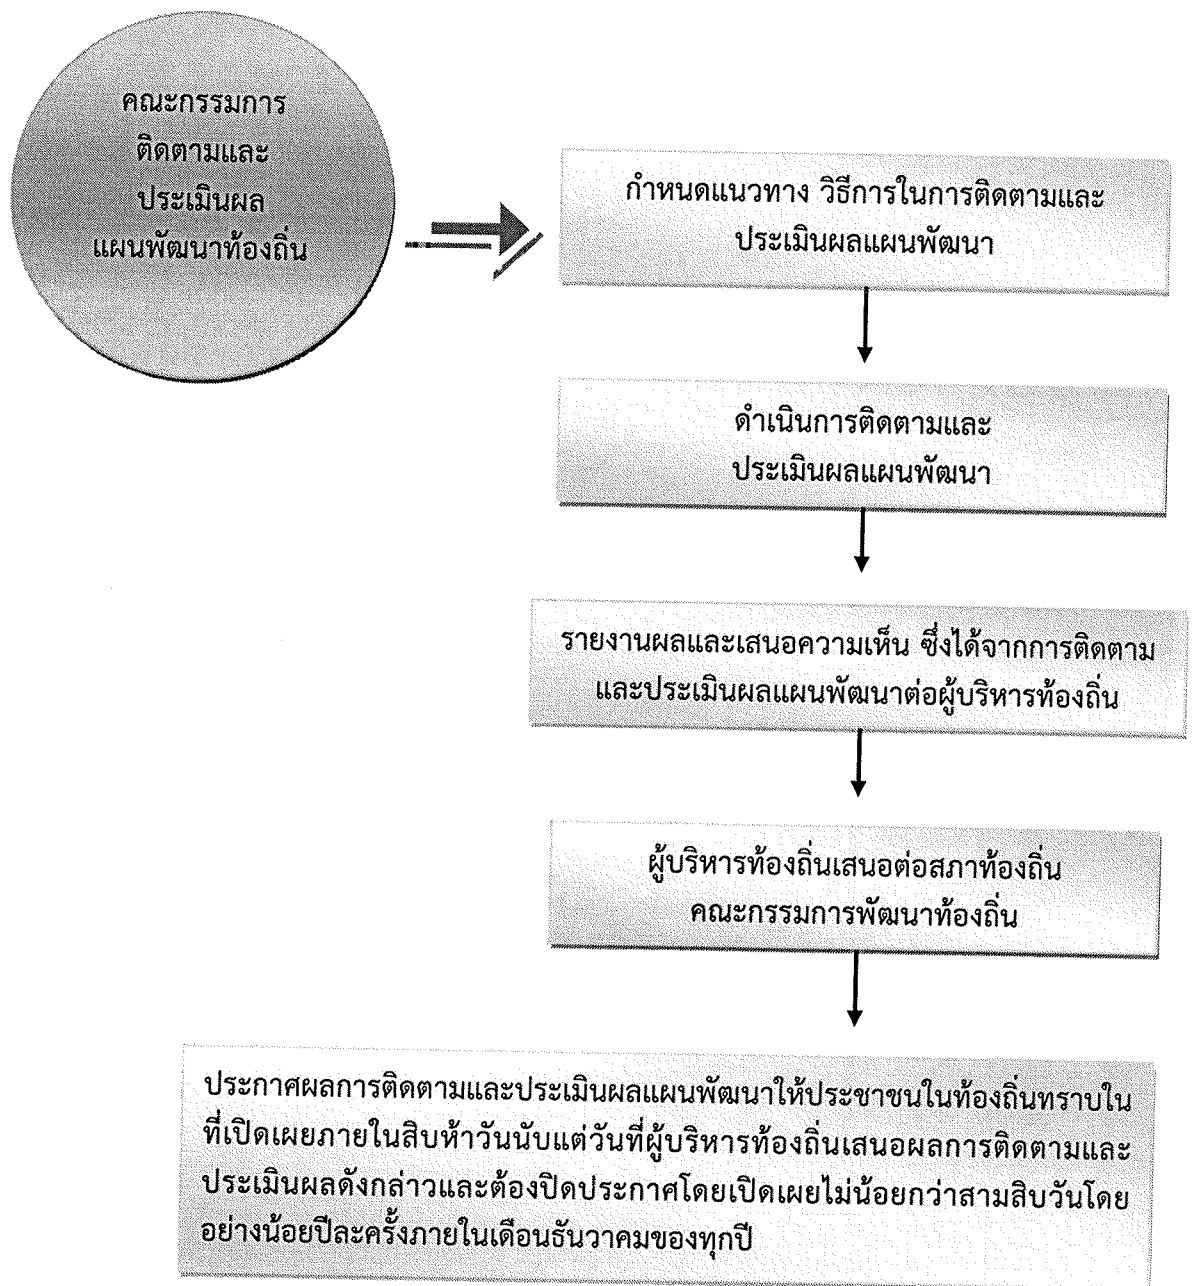 คณะกรรมการ
ติดตามและ
ประเมินผล
แผนพัฒนาท้องถิ่น
กำหนดแนวทาง วิธีการในการติดตามและ
ประเมินผลแผนพัฒนา
ดำเนินการติดตามและ
ประเมินผลแผนพัฒนา
รายงานผลและเสนอความเห็น ซึ่งได้จากการติดตาม
และประเมินผลแผนพัฒนาต่อผู้บริหารท้องถิ่น
ผู้บริหารท้องถิ่นเสนอต่อสภาท้องถิ่น
คณะกรรมการพัฒนาท้องถิ่น
ประกาศผลการติดตามและประเมินผลแผนพัฒนาให้ประชาชนในท้องถิ่นทราบใน
ที่เปิดเผยภายในสิบห้าวันนับแต่วันที่ผู้บริหารท้องถิ่นเสนอผลการติดตามและ
ประเมินผลดังกล่าวและต้องปิดประกาศโดยเปิดเผยไม่น้อยกว่าสามสิบวันโดย
อย่างน้อยปีละครั้งภายในเดือนธันวาคมของทุกปี